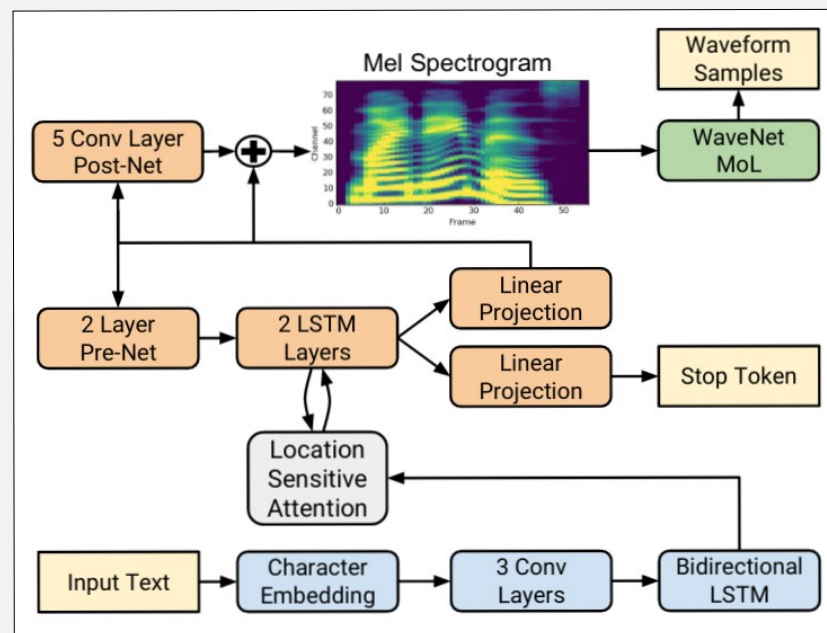 Waveform
Samples
Mel Spectrogram
5 Conv Layer
Post-Net
WaveNet
MoL
70
60
50
40
30
20
10
0
Channel
0 10 20 30 40 50
Frame
Linear
Projection
2 Layer
Pre-Net
2 LSTM
Layers
Linear
Projection
Stop Token
Location
Sensitive
Attention
Input Text
Character
Embedding
3 Conv
Layers
Bidirectional
LSTM